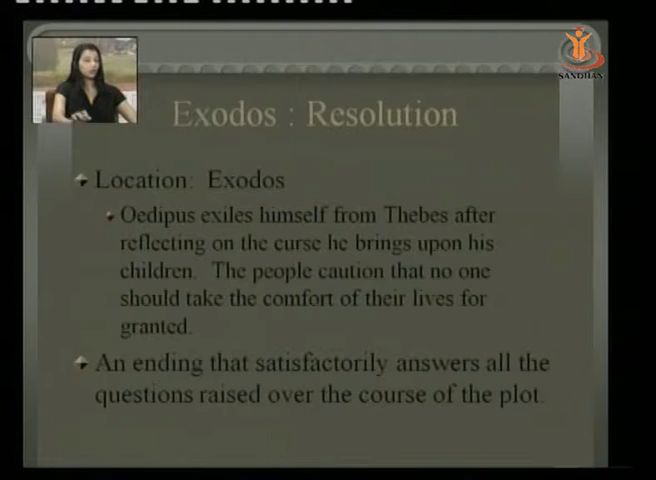 SANDHAN
Exodos : Resolution
Location: Exodos
Oedipus exiles himself from Thebes after
reflecting on the curse he brings upon his
children. The people caution that no one
should take the comfort of their lives for
granted.
An ending that satisfactorily answers all the
questions raised over the course of the plot.